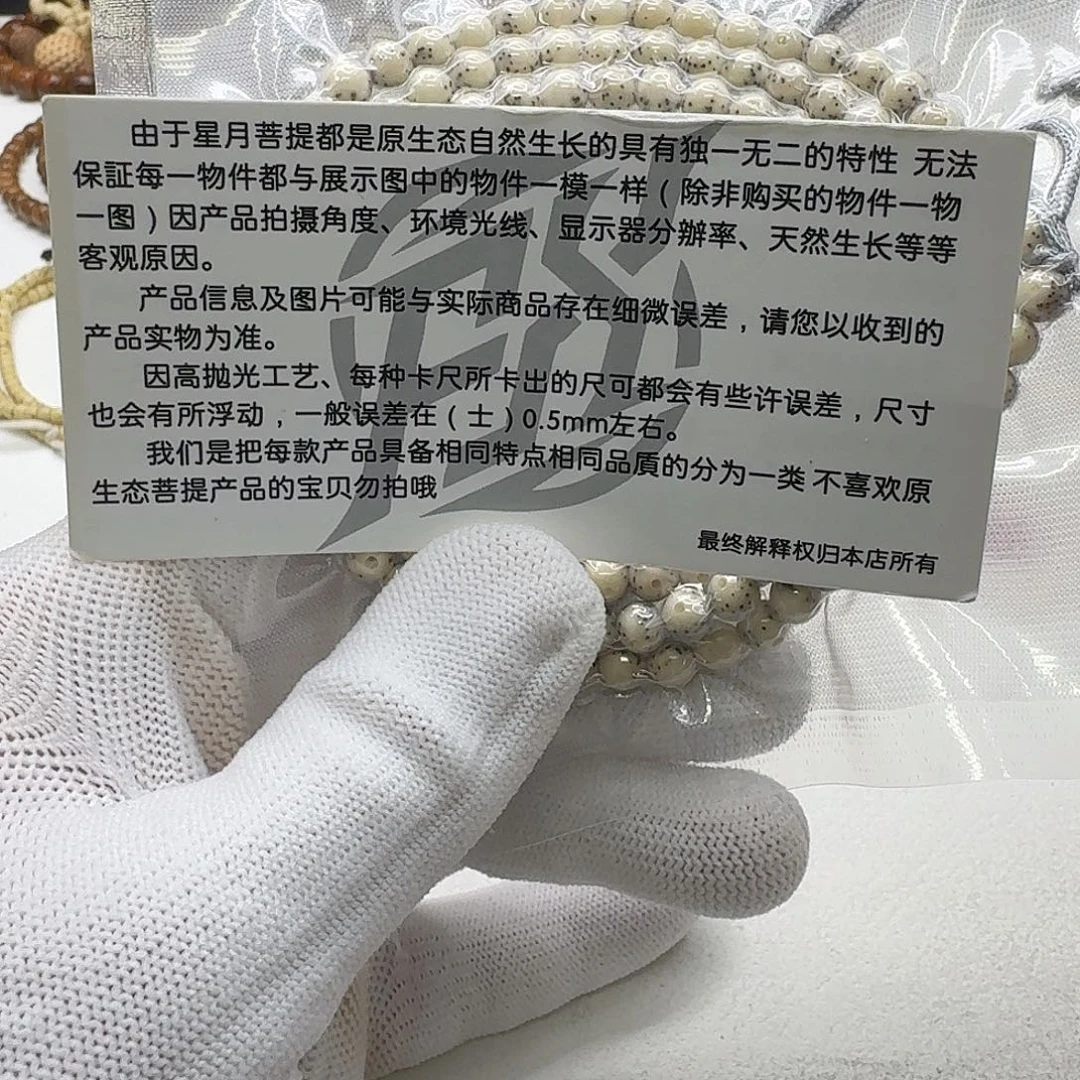 由于星月菩提都是原生态自然生长的具有独一无二的特性 无法
保証每一物件都与展示图中的物件一模一样（除非购买的物件一物
一图）因产品拍摄角度、环境光线、显示器分辦率、天然生长等等
客观原因。
产品信息及图片可能与实际商品存在细微误差，请您以收到的
产品实物为准。
因高抛光工艺、每种卡尺所卡出的尺可都会有些许误差，尺寸
也会有所浮动，一般误差在（士）0.5mm左右。
我们是把每款产品具备相同特点相同品質的分为一类 不喜欢原
生态菩提产品的宝贝勿拍哦
最终解释权归本店所有